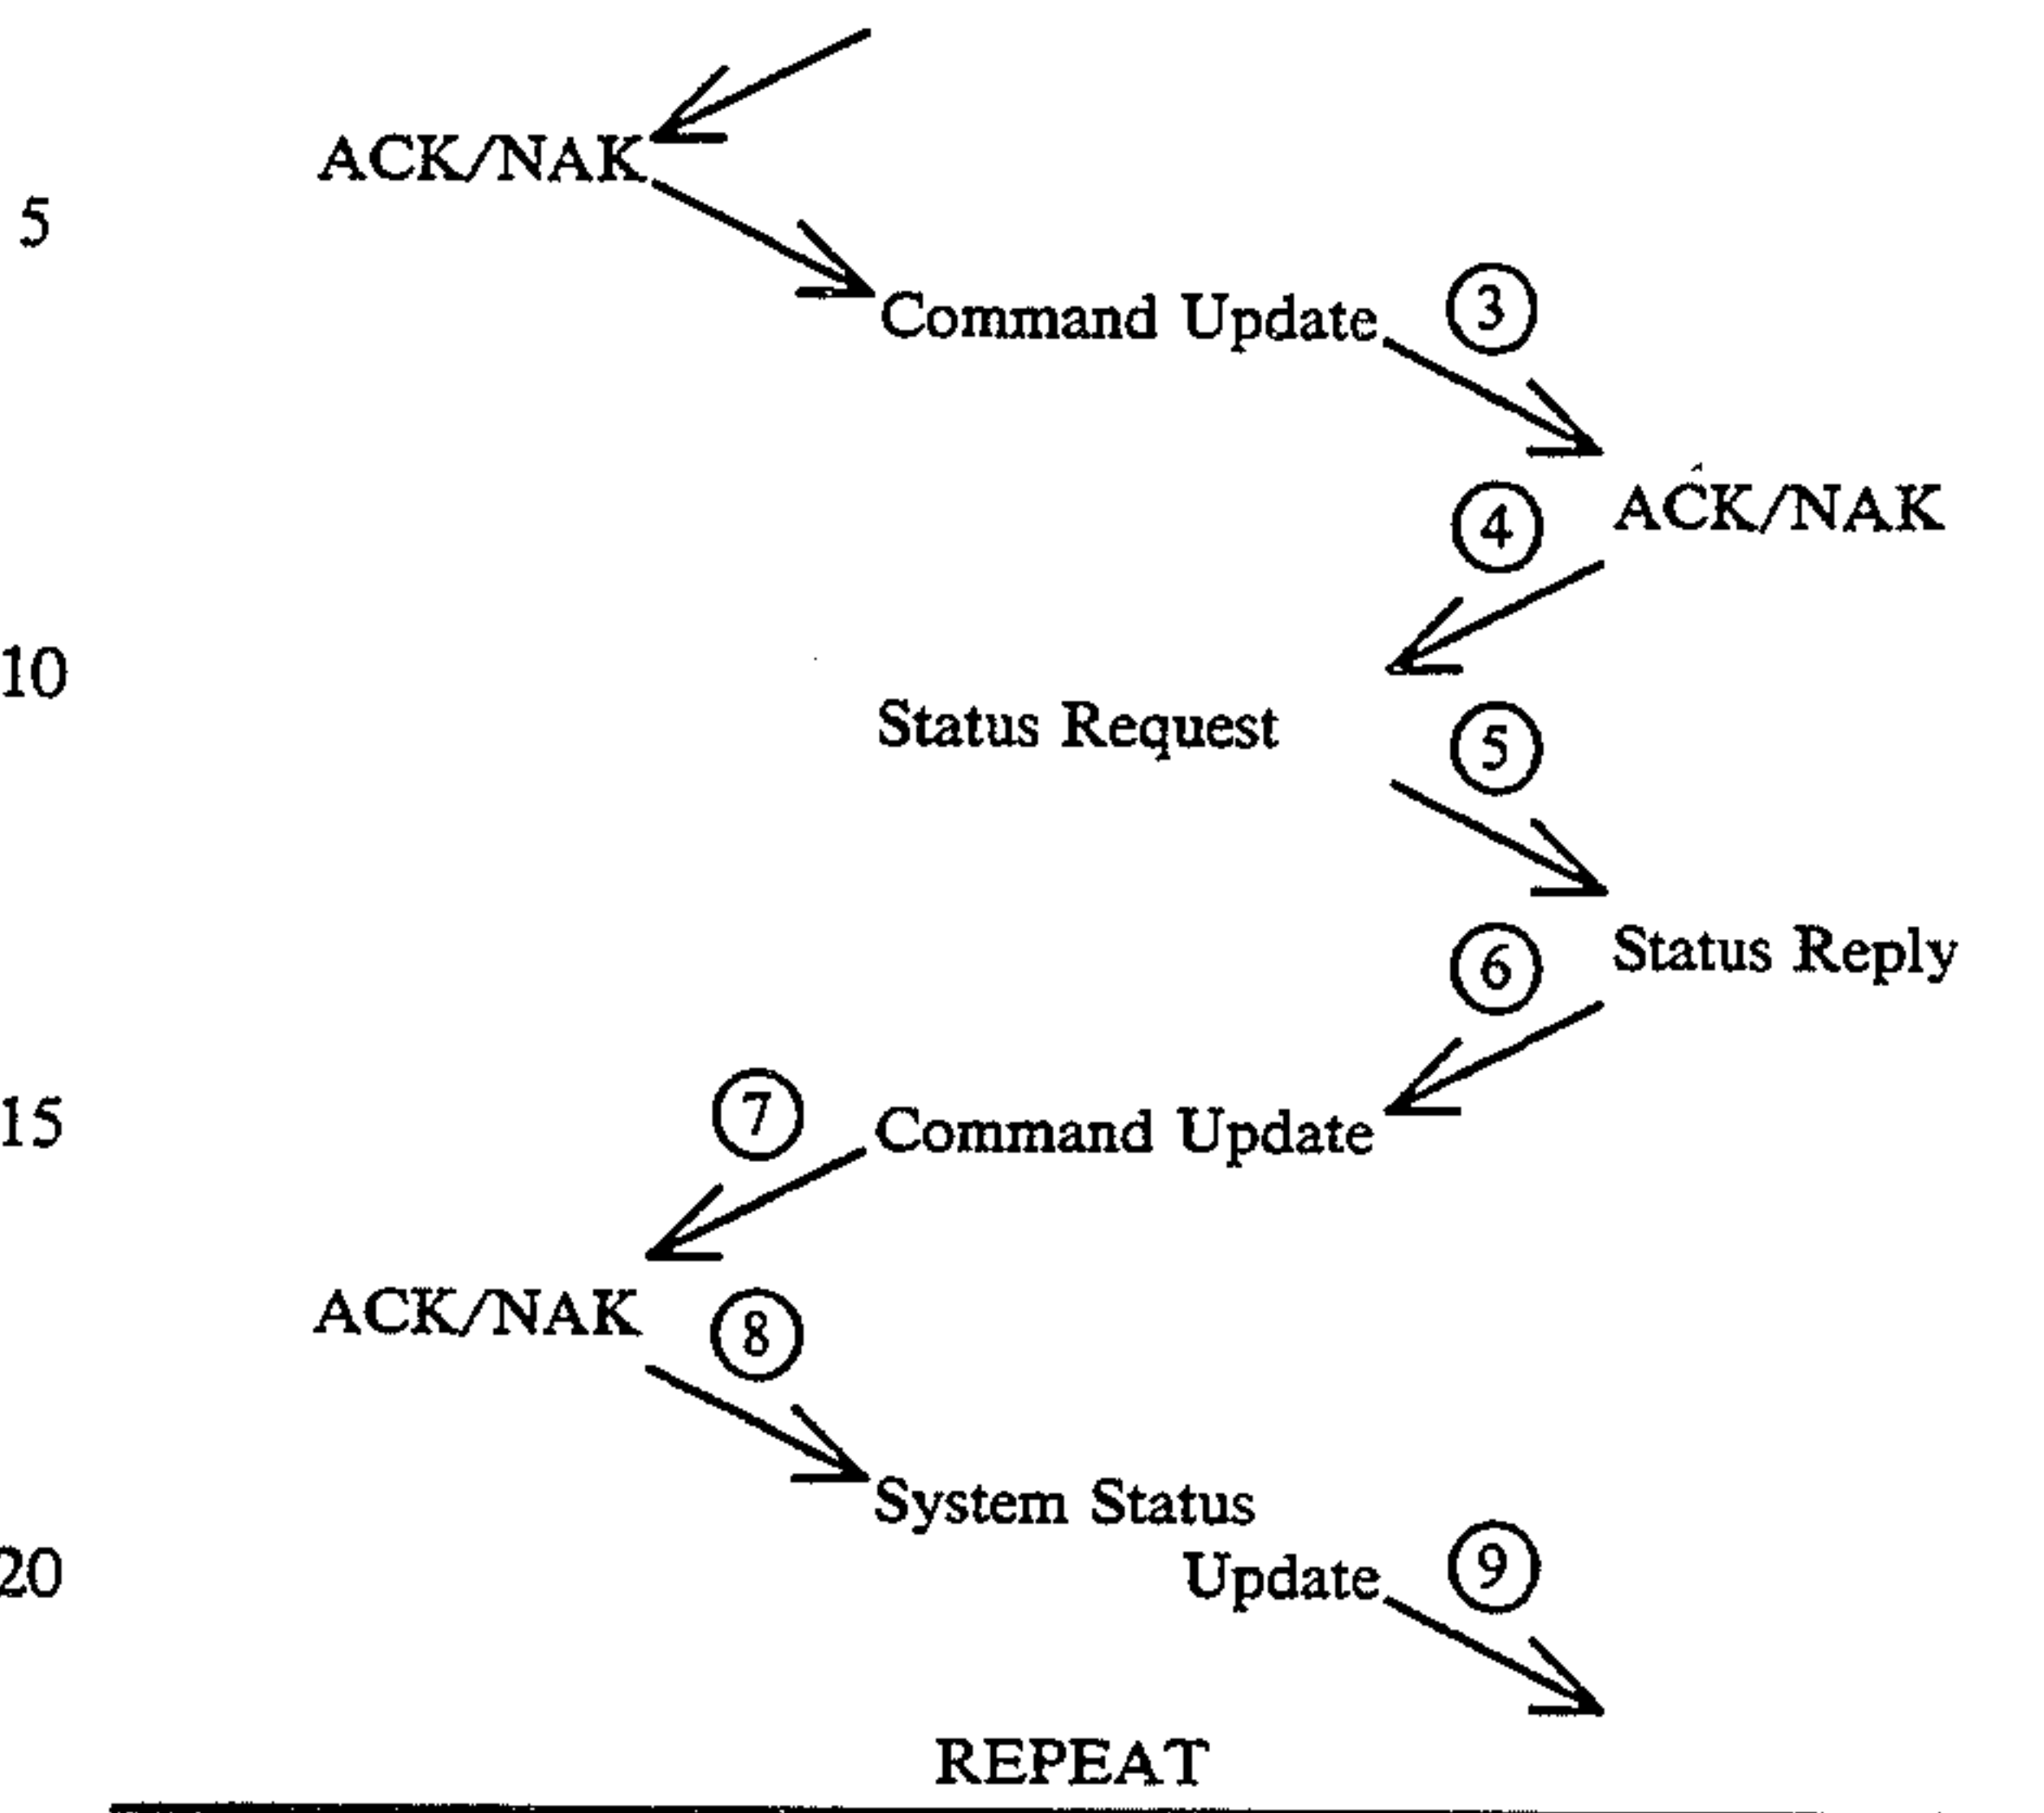 ACK/NAK
5
Command Update ③
④ ACK/NAK
10
Status Request ⑤
⑥ Status Reply
15 ⑦ Command Update
ACK/NAK ⑧
System Status
20 Update ⑨
REPEAT